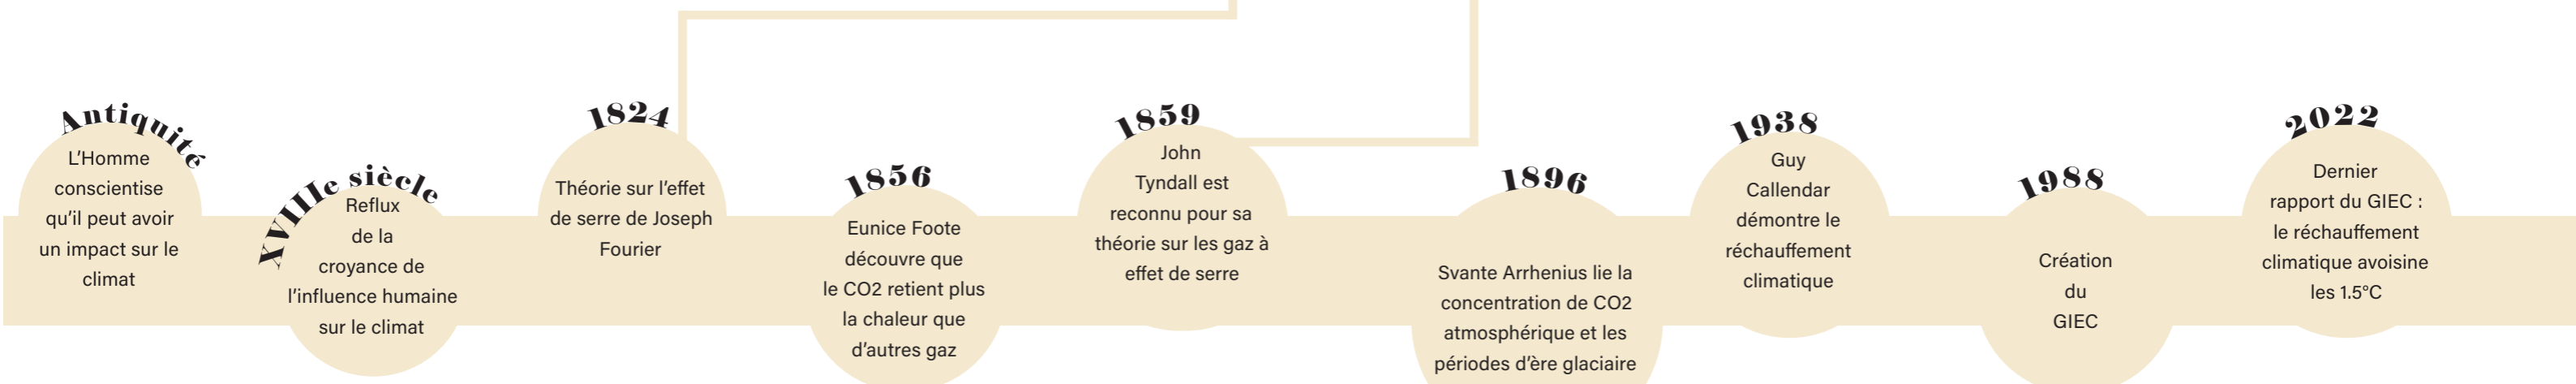 Antiquité
L'Homme
conscientise
qu'il peut avoir
un impact sur le
climat
XVIIIe siècle
Reflux
de la
croyance de
l'influence humaine
sur le climat
1824
Théorie sur l'effet
de serre de Joseph
Fourier
1856
Eunice Foote
découvre que
le CO2 retient plus
la chaleur que
d'autres gaz
1859
John
Tyndall est
reconnu pour sa
théorie sur les gaz à
effet de serre
1896
Svante Arrhenius lie la
concentration de CO2
atmosphérique et les
périodes d'ère glaciaire
1938
Guy
Callendar
démontre le
réchauffement
climatique
1988
Création
du
GIEC
2022
Dernier
rapport du GIEC :
le réchauffement
climatique avoisine
les 1.5°C